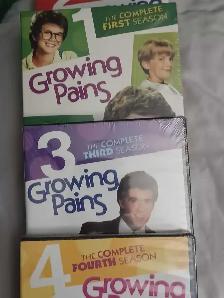 1
THE COMPLETE
FIRST SEASON
Growing
Pains
3
THE COMPLETE
THIRD SEASON
Growing
Pains
4
THE COMPLETE
FOURTH SEASON
Growing